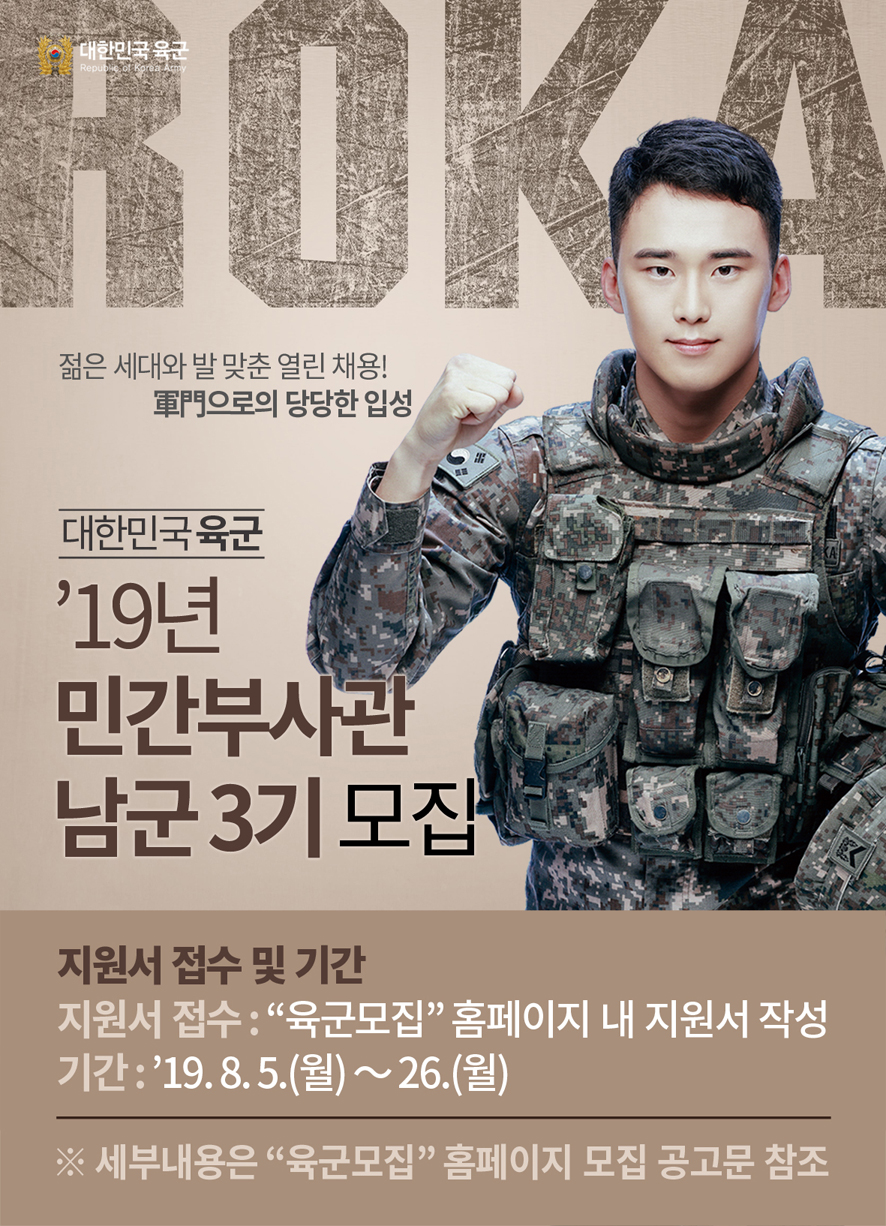 ROKA
대한민국 육군
Republic of Korea Army
젊은 세대와 발 맞춘 열린 채용!
軍門으로의 당당한 입성
대한민국 육군
’19년
민간부사관
남군 3기 모집
지원서 접수 및 기간
지원서 접수 : “육군모집” 홈페이지 내 지원서 작성
기간 : ’19. 8. 5.(월) ~ 26.(월)
※ 세부내용은 “육군모집” 홈페이지 모집 공고문 참조